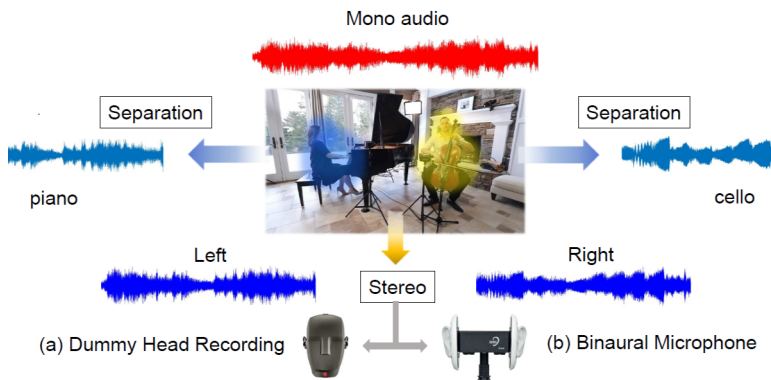 Mono audio
Separation
Separation
piano
cello
Left
Right
Stereo
(a) Dummy Head Recording
(b) Binaural Microphone